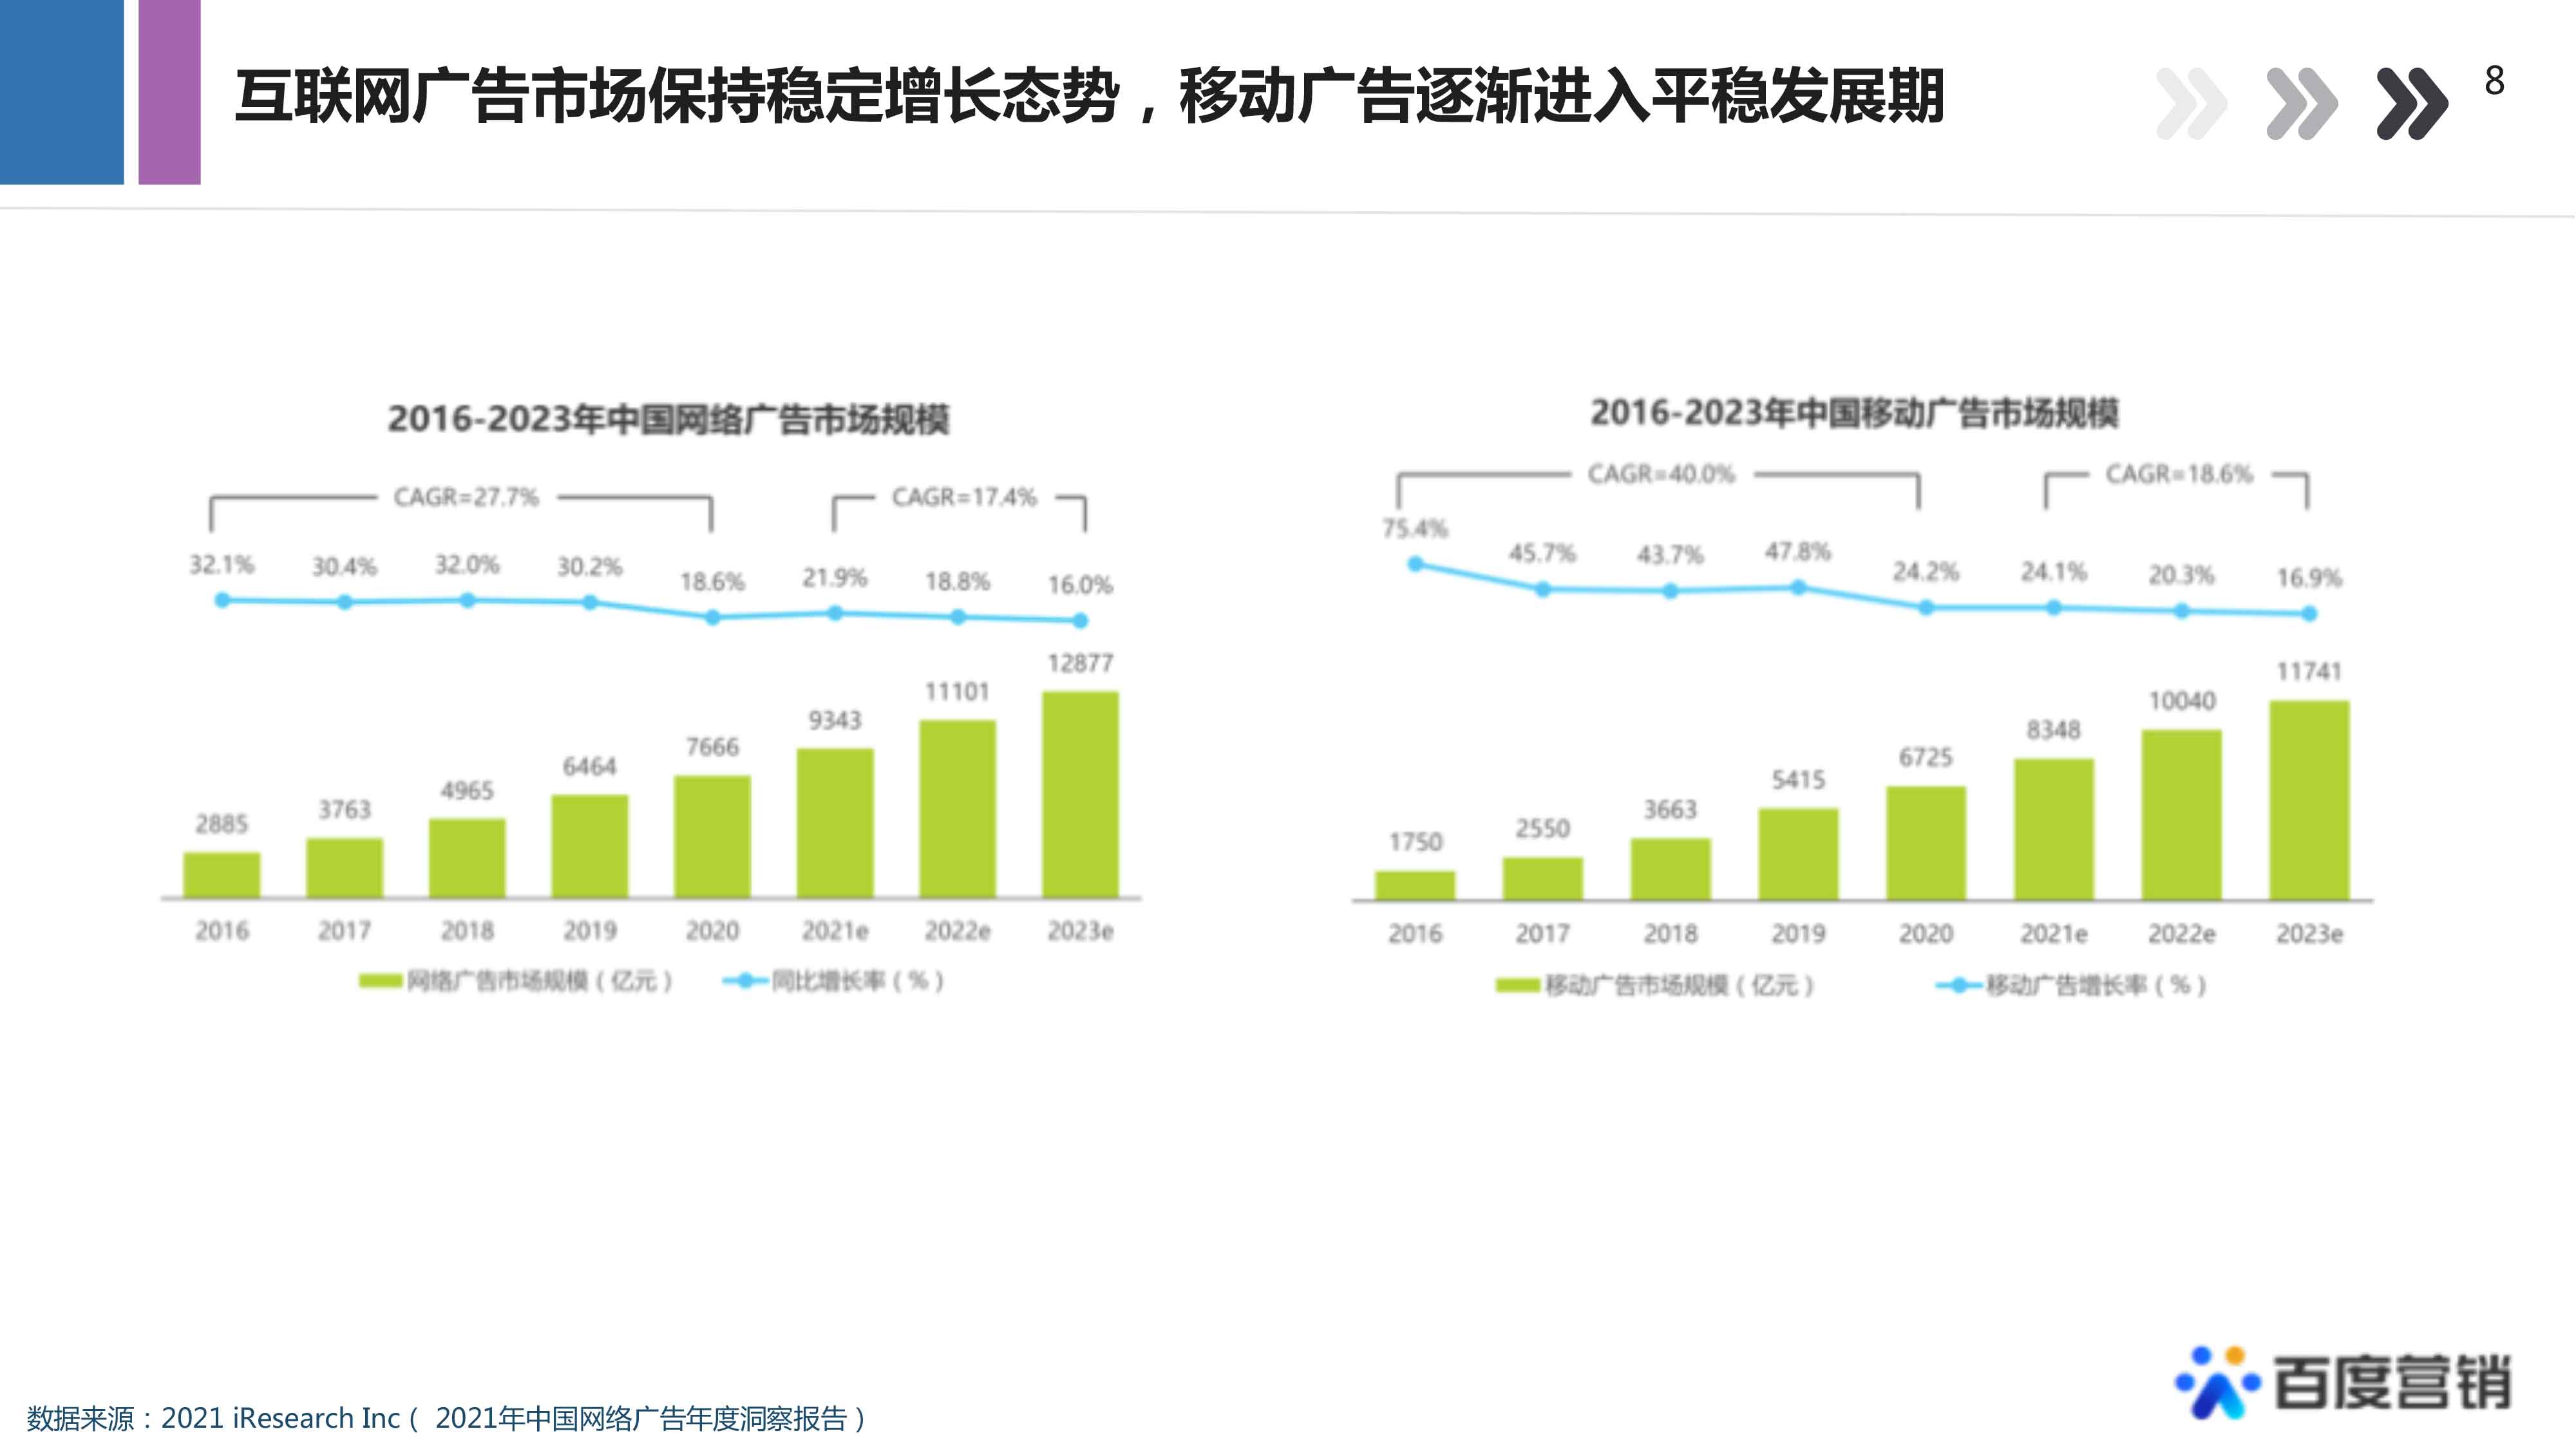 互联网广告市场保持稳定增长态势，移动广告逐渐进入平稳发展期
8
2016-2023年中国网络广告市场规模
CAGR=27.7%
CAGR=17.4%
32.1%
30.4%
32.0%
30.2%
18.6%
21.9%
18.8%
16.0%
2885
3763
4965
6464
7666
9343
11101
12877
2016
2017
2018
2019
2020
2021e
2022e
2023e
网络广告市场规模（亿元）
同比增长率（%）
2016-2023年中国移动广告市场规模
CAGR=40.0%
CAGR=18.6%
75.4%
45.7%
43.7%
47.8%
24.2%
24.1%
20.3%
16.9%
1750
2550
3663
5415
6725
8348
10040
11741
2016
2017
2018
2019
2020
2021e
2022e
2023e
移动广告市场规模（亿元）
移动广告增长率（%）
数据来源：2021 iResearch Inc（ 2021年中国网络广告年度洞察报告）
百度营销